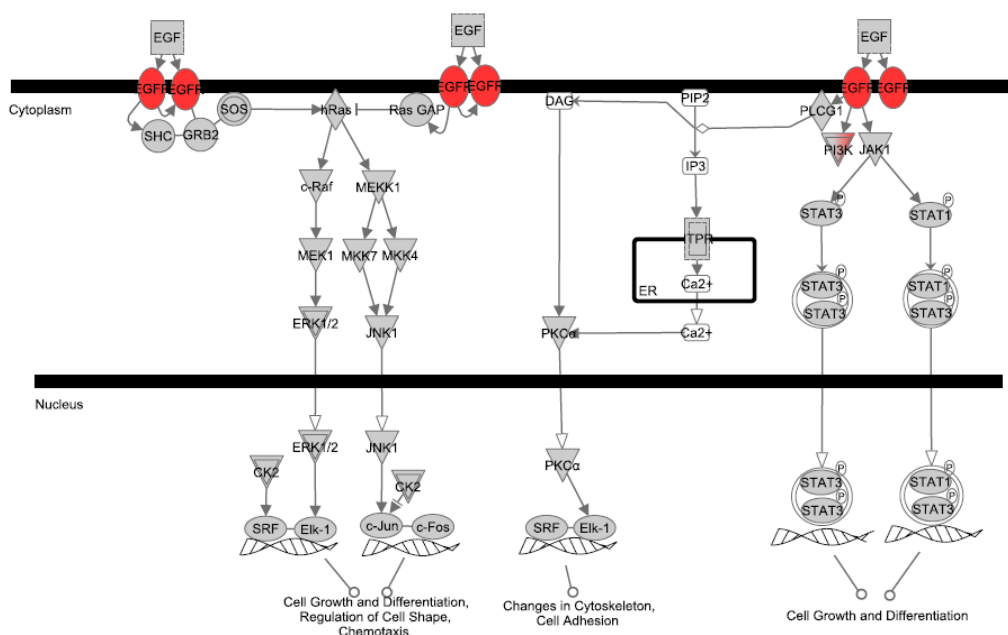 EGF
EGF
EGF
EGFR
EGFR
EGFR
EGFR
EGFR
EGFR
Cytoplasm
SOS
hRas
Ras GAP
DAG
PIP2
PLCG1
SHC
GRB2
PI3K
JAK1
IP3
c-Raf
MEKK1
STAT3
P
STAT1
P
ITPR
MEK1
MKK7
MKK4
ER
Ca2+
STAT3
P
STAT3
P
STAT1
P
STAT3
P
ERK1/2
JNK1
PKCα
Ca2+
Nucleus
ERK1/2
JNK1
CK2
CK2
PKCα
STAT3
P
STAT3
P
STAT1
P
STAT3
P
SRF
Elk-1
c-Jun
c-Fos
SRF
Elk-1
Cell Growth and Differentiation,
Regulation of Cell Shape,
Chemotaxis
Changes in Cytoskeleton,
Cell Adhesion
Cell Growth and Differentiation